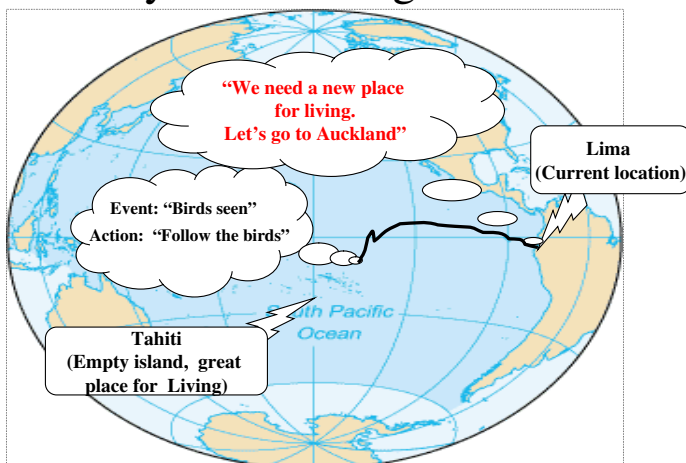 “We need a new place
for living.
Let’s go to Auckland”
Lima
(Current location)
Event: “Birds seen”
Action: “Follow the birds”
South Pacific
Ocean
Tahiti
(Empty island, great
place for Living)